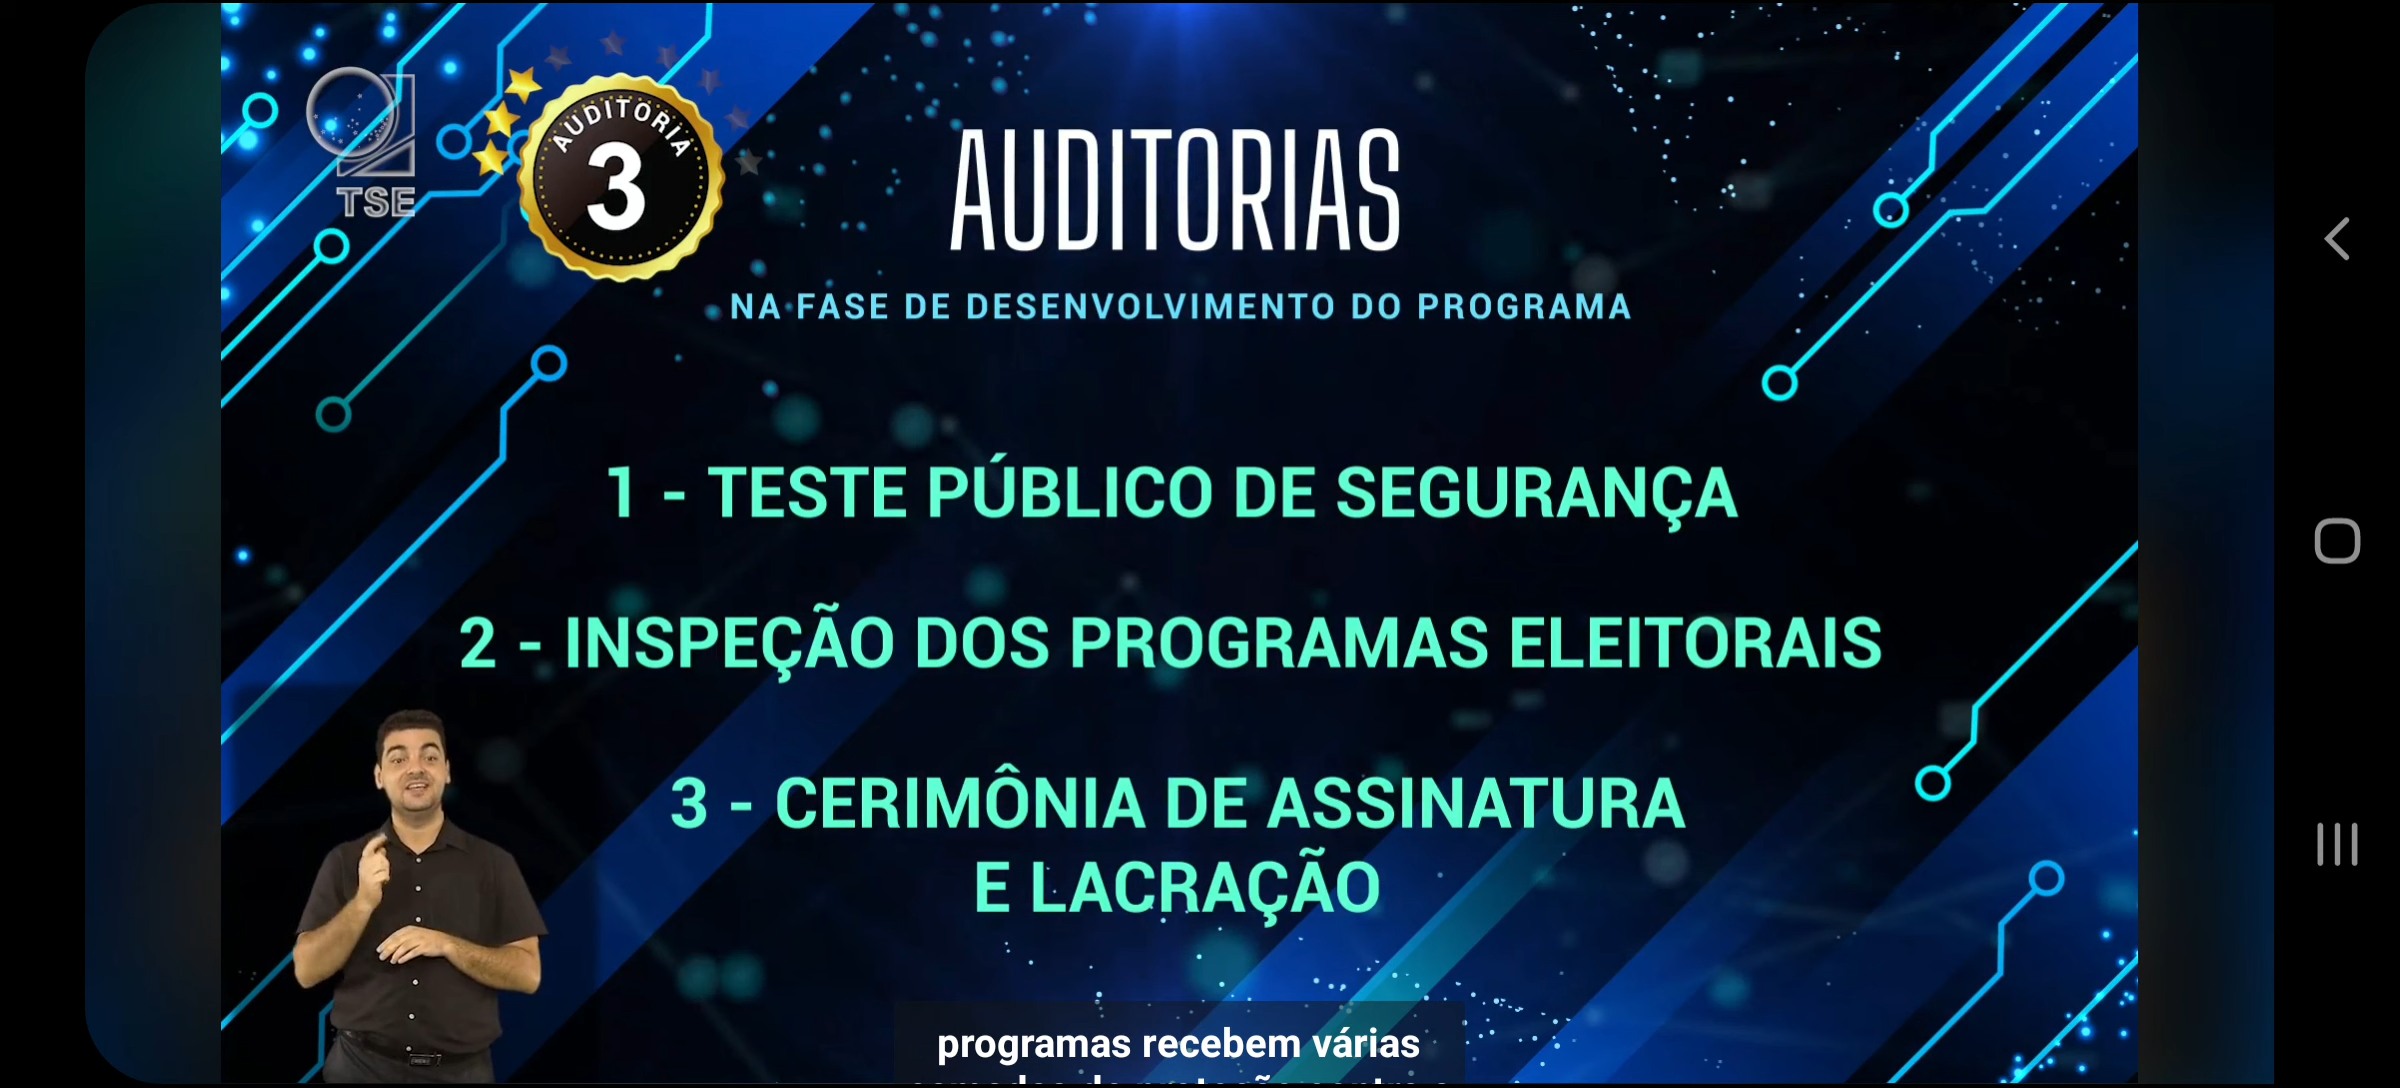 TSE
AUDITORIA
3
AUDITORIAS
NA FASE DE DESENVOLVIMENTO DO PROGRAMA
1 - TESTE PÚBLICO DE SEGURANÇA
2 - INSPEÇÃO DOS PROGRAMAS ELEITORAIS
3 - CERIMÔNIA DE ASSINATURA
E LACRAÇÃO
programas recebem várias